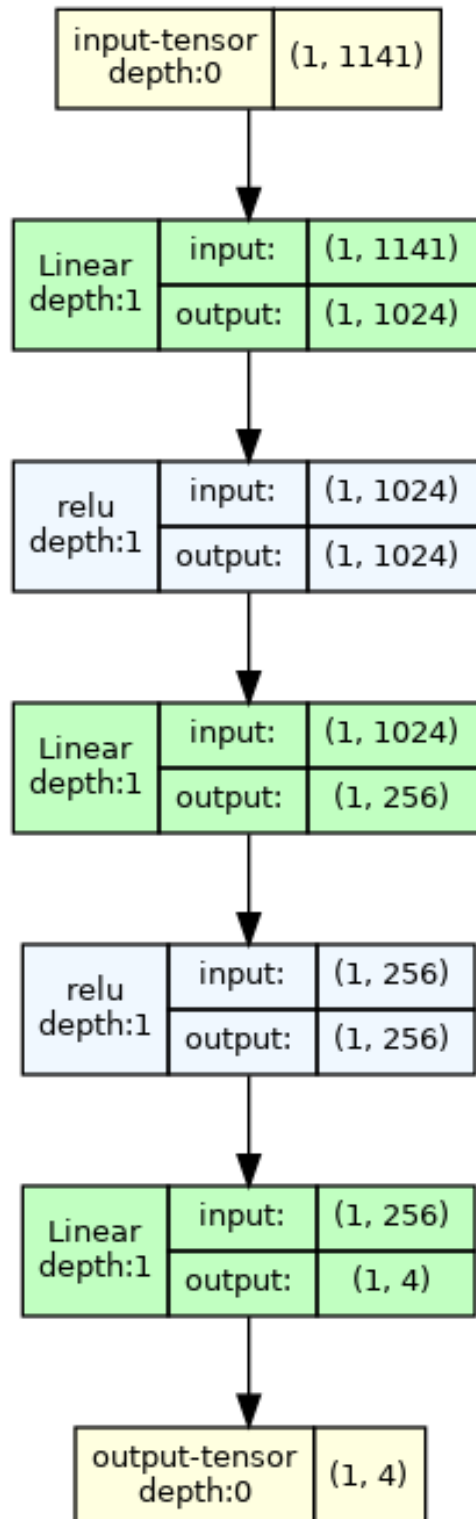 input-tensor
depth:0
(1, 1141)
Linear
depth:1
input:
(1, 1141)
output:
(1, 1024)
relu
depth:1
input:
(1, 1024)
output:
(1, 1024)
Linear
depth:1
input:
(1, 1024)
output:
(1, 256)
relu
depth:1
input:
(1, 256)
output:
(1, 256)
Linear
depth:1
input:
(1, 256)
output:
(1, 4)
output-tensor
depth:0
(1, 4)